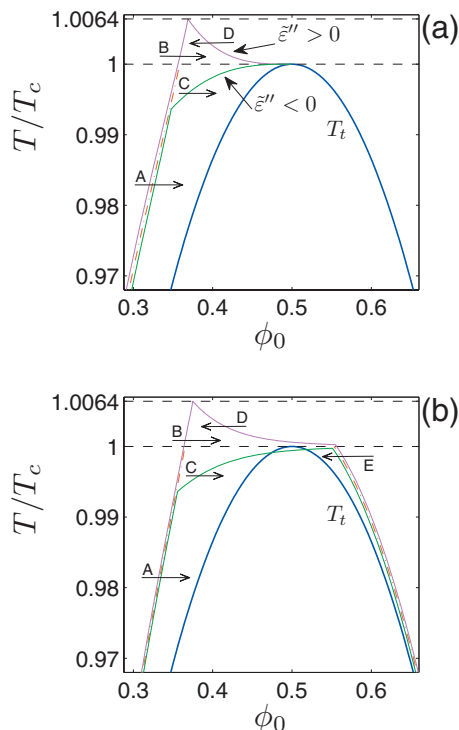 (a)
1.0064
D
ε̃'' > 0
B
1
C
ε̃'' < 0
T/T_c
0.99
T_t
A
0.98
0.97
0.3 0.4 0.5 0.6
ϕ_0
(b)
1.0064
D
B
1
E
C
T/T_c
0.99
T_t
A
0.98
0.97
0.3 0.4 0.5 0.6
ϕ_0